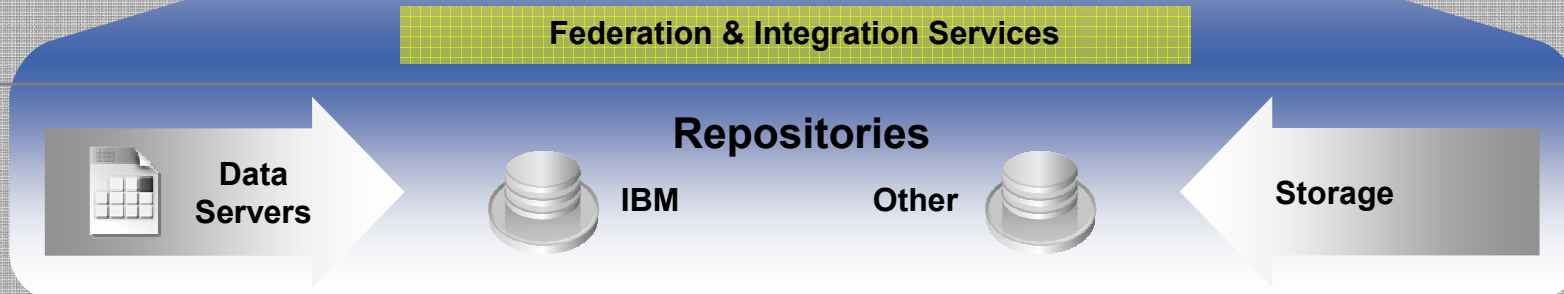 Federation & Integration Services
Repositories
Data
Servers
IBM
Other
Storage